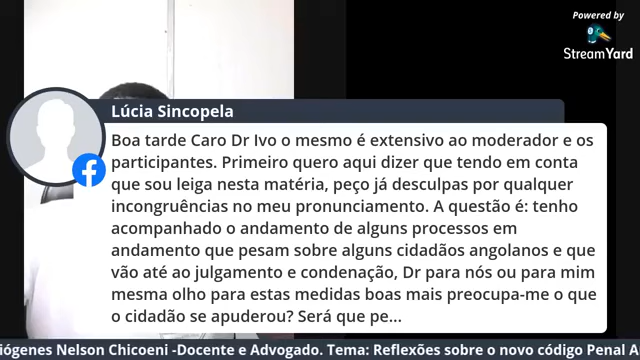 Powered by
StreamYard
Lúcia Sincopela
Boa tarde Caro Dr Ivo o mesmo é extensivo ao moderador e os
participantes. Primeiro quero aqui dizer que tendo em conta
que sou leiga nesta matéria, peço já desculpas por qualquer
incongruências no meu pronunciamento. A questão é: tenho
acompanhado o andamento de alguns processos em
andamento que pesam sobre alguns cidadãos angolanos e que
vão até ao julgamento e condenação, Dr para nós ou para mim
mesma olho para estas medidas boas mais preocupa-me o que
o cidadão se apuderou? Será que pe...
iógenes Nelson Chicoeni -Docente e Advogado. Tema: Reflexões sobre o novo código Penal A